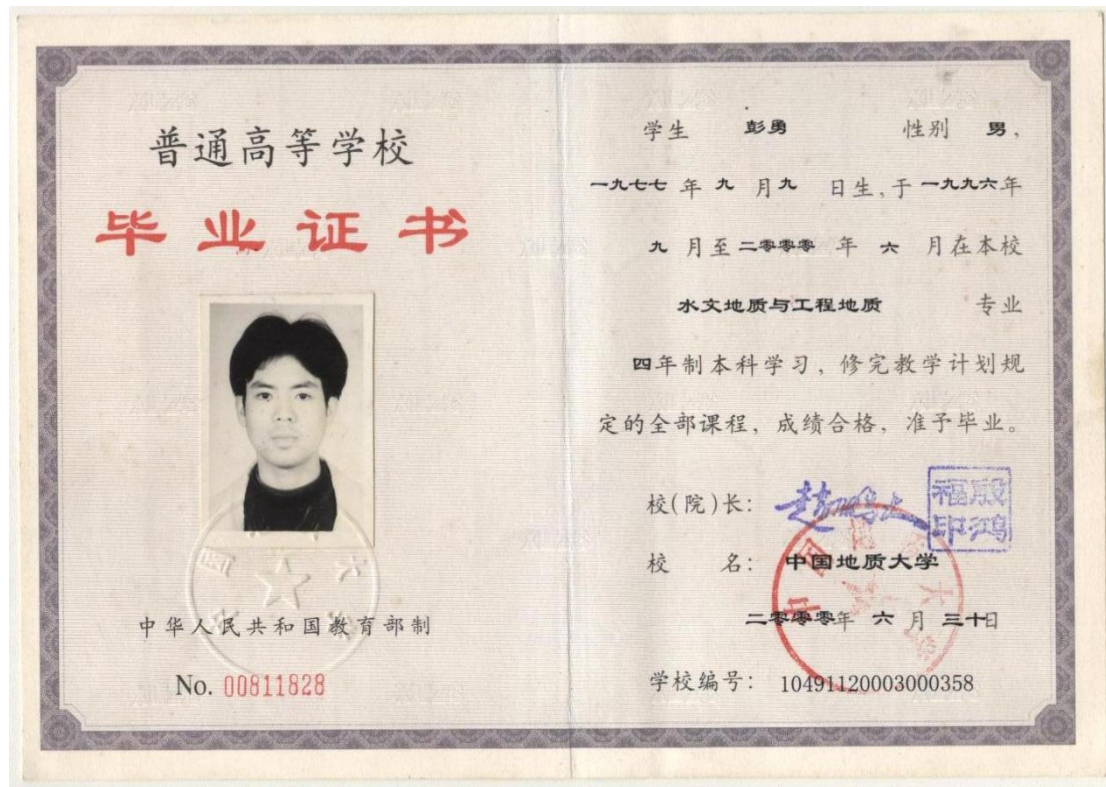 普通高等学校
毕业证书
中华人民共和国教育部制
No. 00811828
学生 彭勇 性别 男，
一九七七 年 九 月 九 日生，于 一九九六 年
九 月至 二零零零 年 六 月在本校
水文地质与工程地质 专业
四年制本科学习，修完教学计划规
定的全部课程，成绩合格，准予毕业。
校(院)长：
殷鸿福印
校 名： 中国地质大学
二零零零年 六 月 三十日
学校编号： 10491120003000358